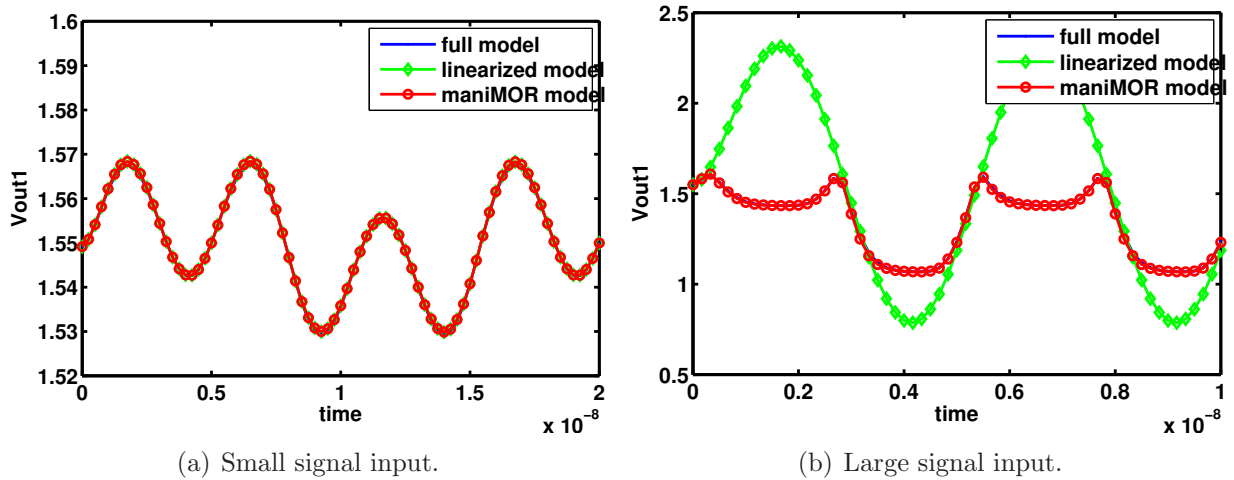 1.6
1.59
1.58
1.57
1.56
1.55
1.54
1.53
1.52
Vout1
full model
linearized model
maniMOR model
0
0.5
1
1.5
2
time
x 10⁻⁸
(a) Small signal input.
2.5
2
1.5
1
0.5
Vout1
full model
linearized model
maniMOR model
0
0.2
0.4
0.6
0.8
1
time
x 10⁻⁸
(b) Large signal input.